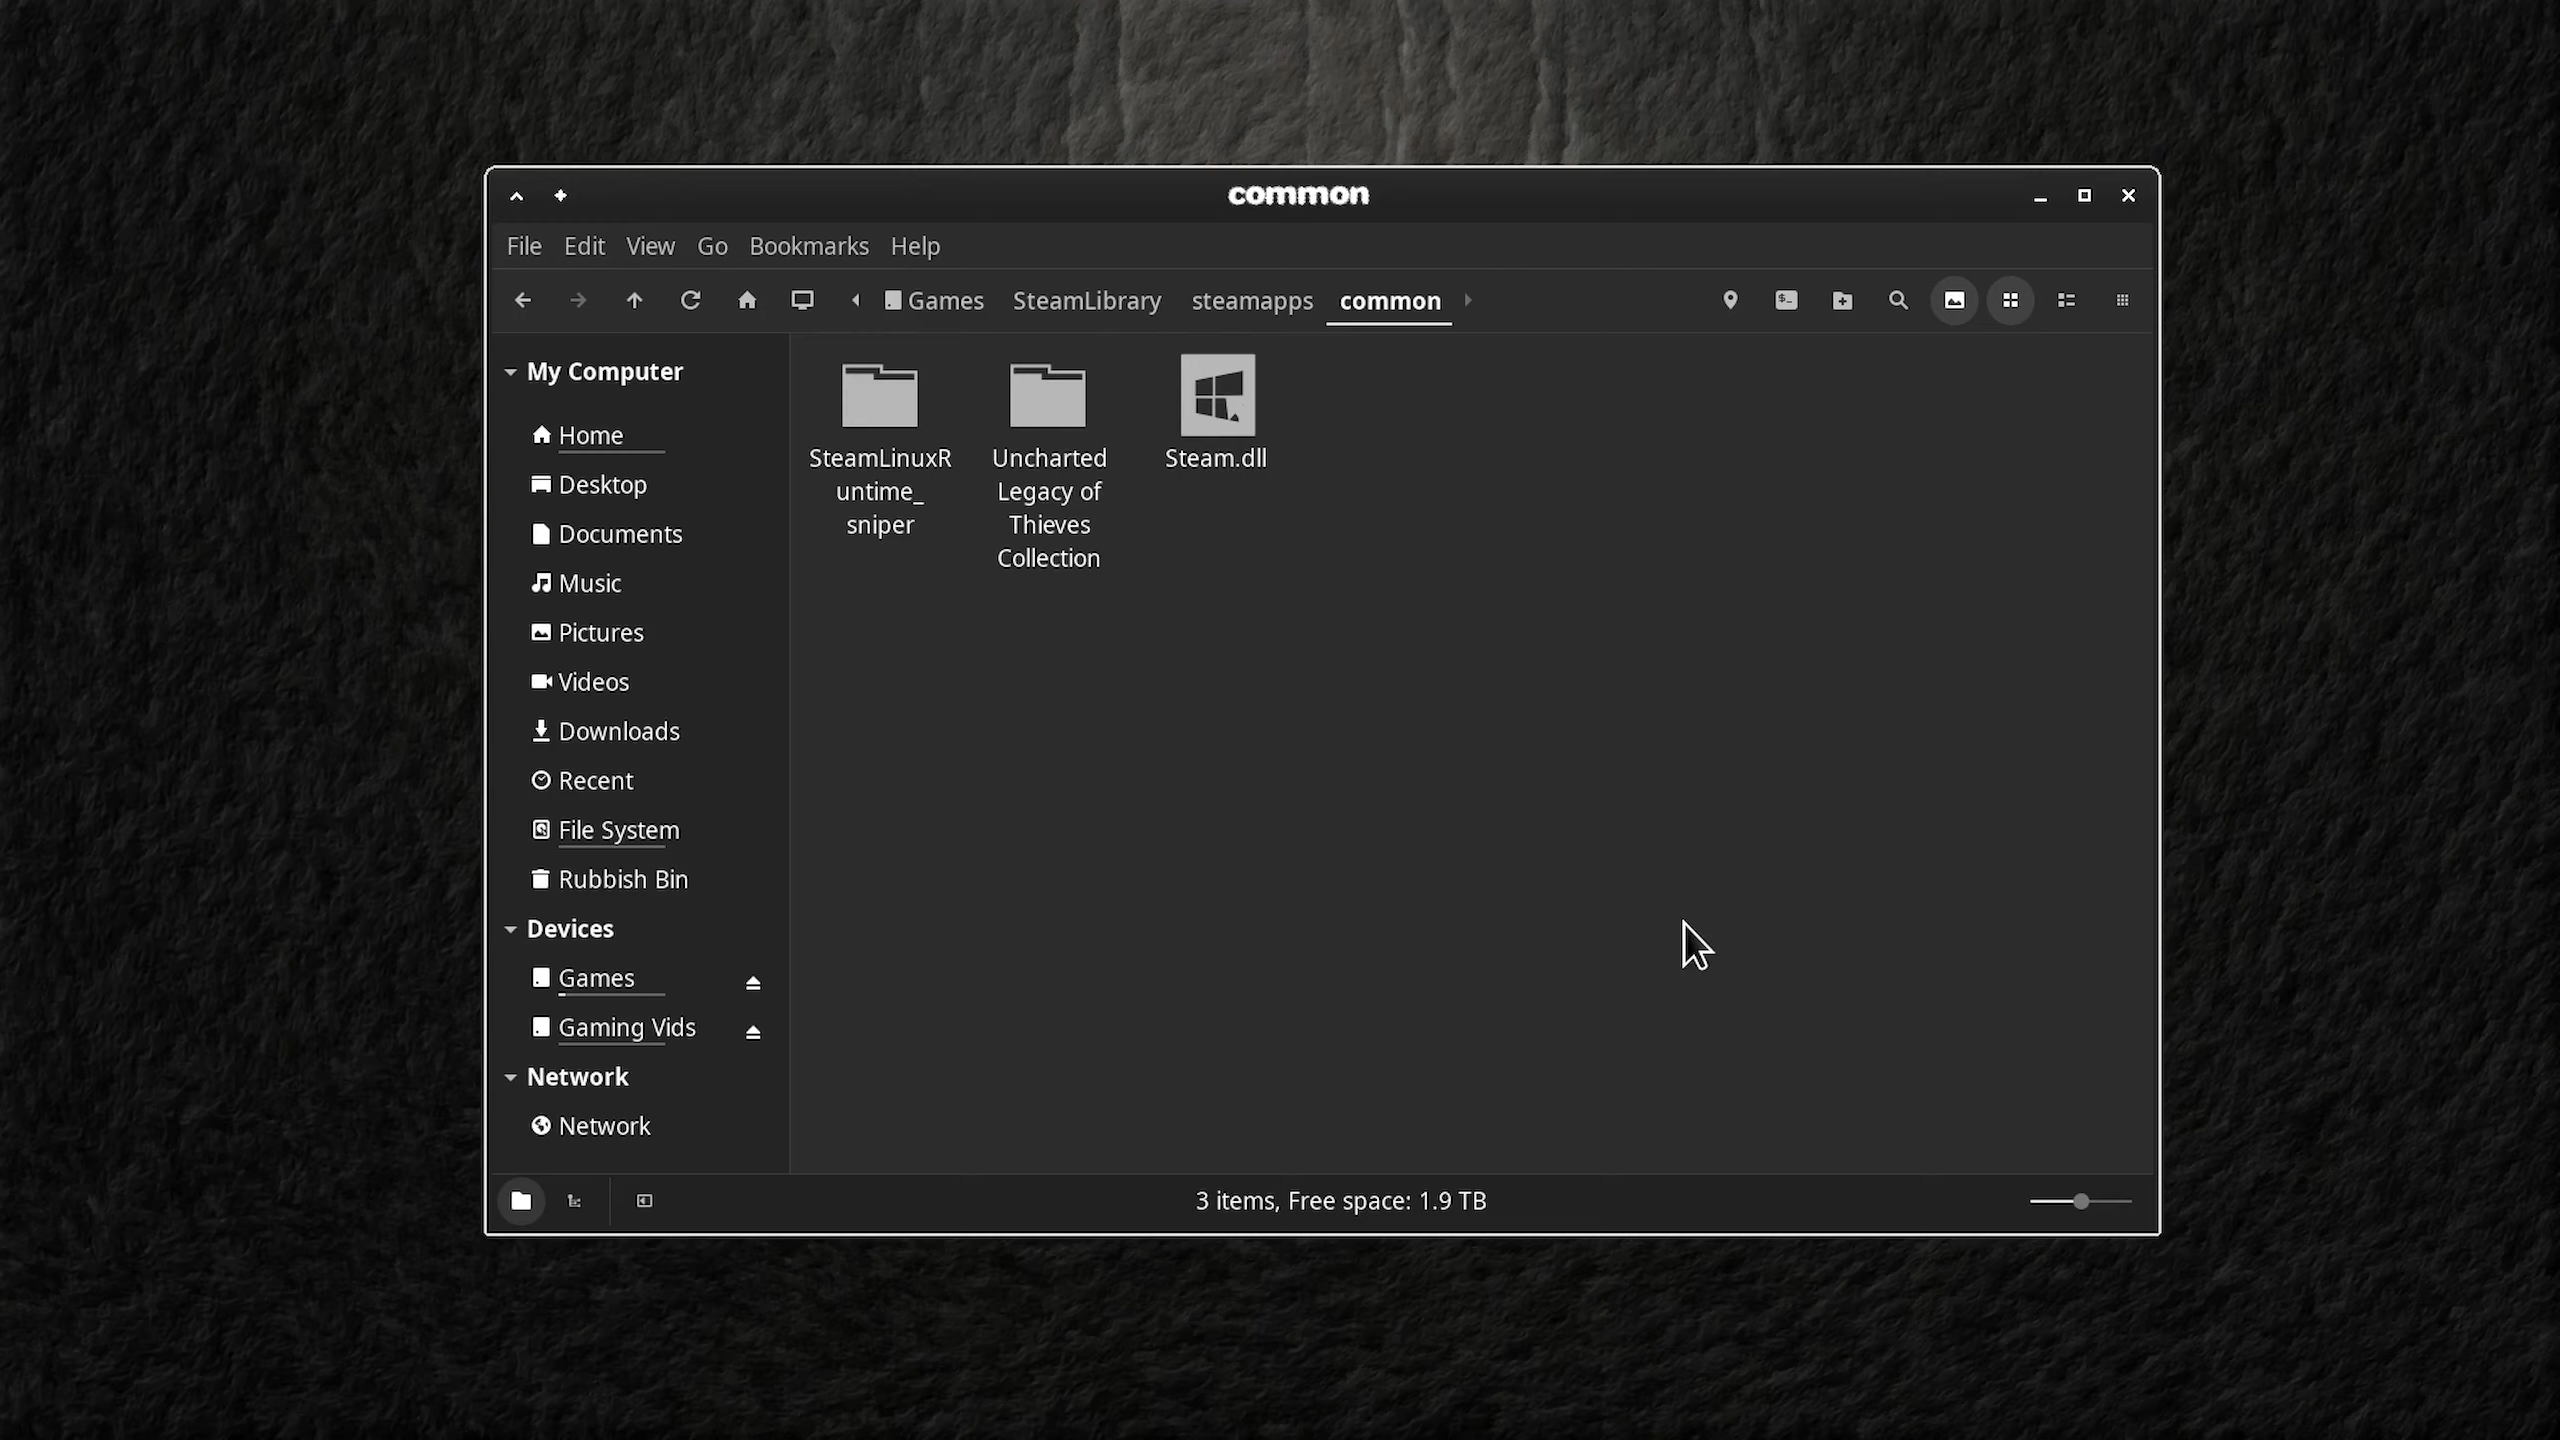 common
File Edit View Go Bookmarks Help
Games SteamLibrary steamapps common
My Computer
Home
Desktop
Documents
Music
Pictures
Videos
Downloads
Recent
File System
Rubbish Bin
Devices
Games
Gaming Vids
Network
Network
SteamLinuxR
untime_
sniper
Uncharted
Legacy of
Thieves
Collection
Steam.dll
3 items, Free space: 1.9 TB